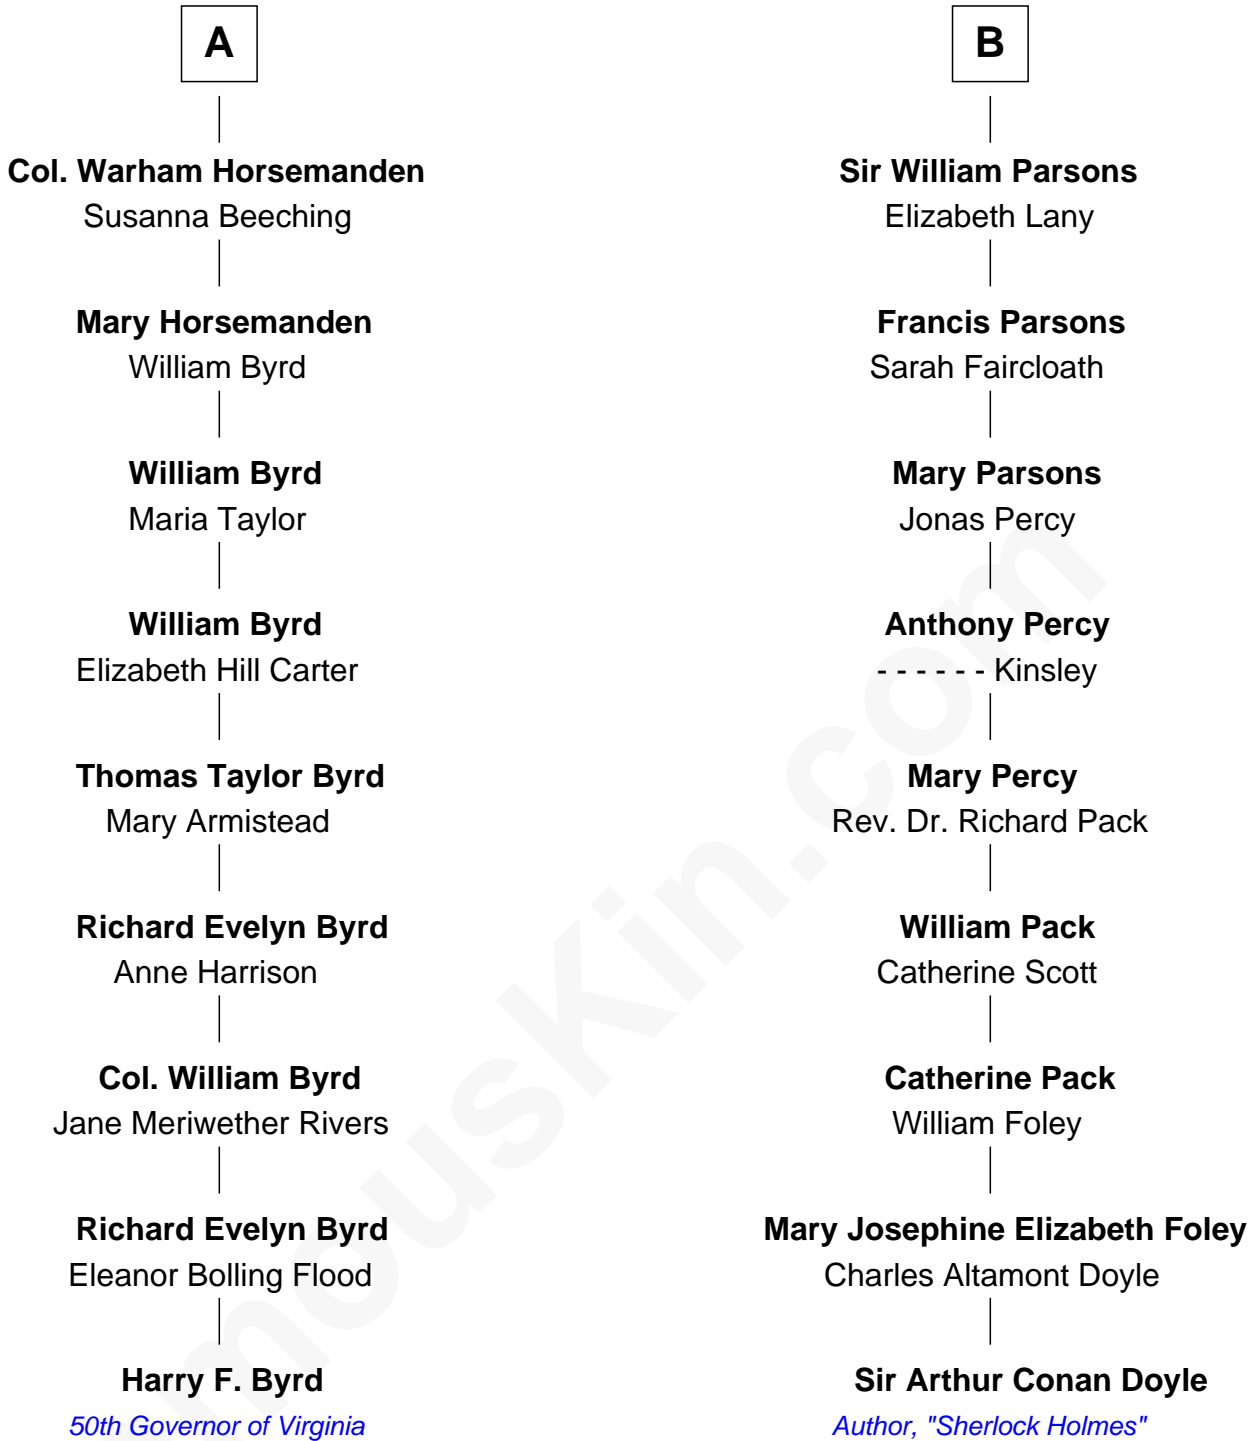 A
Col. Warham Horsemanden
Susanna Beeching
Mary Horsemanden
William Byrd
William Byrd
Maria Taylor
William Byrd
Elizabeth Hill Carter
Thomas Taylor Byrd
Mary Armistead
Richard Evelyn Byrd
Anne Harrison
Col. William Byrd
Jane Meriwether Rivers
Richard Evelyn Byrd
Eleanor Bolling Flood
Harry F. Byrd
50th Governor of Virginia
B
Sir William Parsons
Elizabeth Lany
Francis Parsons
Sarah Faircloath
Mary Parsons
Jonas Percy
Anthony Percy
- - - - - - Kinsley
Mary Percy
Rev. Dr. Richard Pack
William Pack
Catherine Scott
Catherine Pack
William Foley
Mary Josephine Elizabeth Foley
Charles Altamont Doyle
Sir Arthur Conan Doyle
Author, "Sherlock Holmes"
mousKin.com